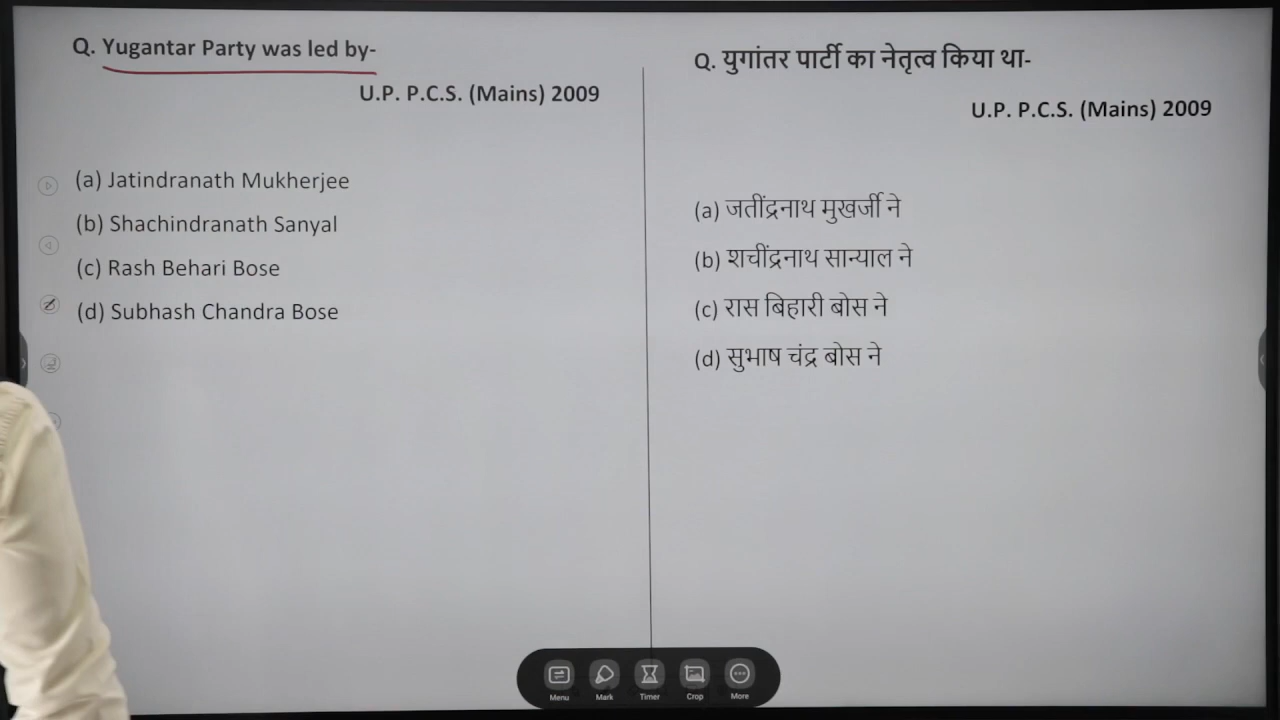 Q. Yugantar Party was led by-
U.P. P.C.S. (Mains) 2009
(a) Jatindranath Mukherjee
(b) Shachindranath Sanyal
(c) Rash Behari Bose
(d) Subhash Chandra Bose
Q. युगांतर पार्टी का नेतृत्व किया था-
U.P. P.C.S. (Mains) 2009
(a) जतींद्रनाथ मुखर्जी ने
(b) शचींद्रनाथ सान्याल ने
(c) रास बिहारी बोस ने
(d) सुभाष चंद्र बोस ने
Menu Mark Timer Crop More